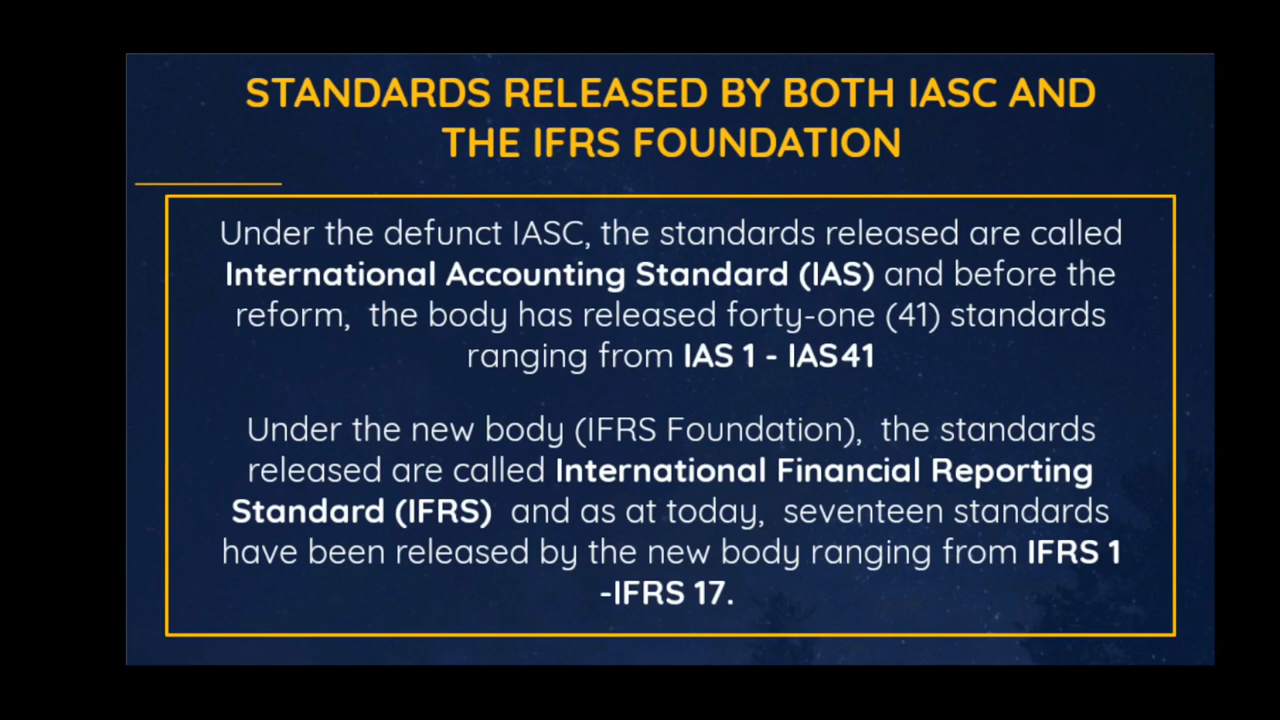 STANDARDS RELEASED BY BOTH IASC AND
THE IFRS FOUNDATION
Under the defunct IASC, the standards released are called
International Accounting Standard (IAS) and before the
reform,  the body has released forty-one (41) standards
ranging from IAS 1 - IAS 41
Under the new body (IFRS Foundation),  the standards
released are called International Financial Reporting
Standard (IFRS)  and as at today,  seventeen standards
have been released by the new body ranging from IFRS 1
-IFRS 17.